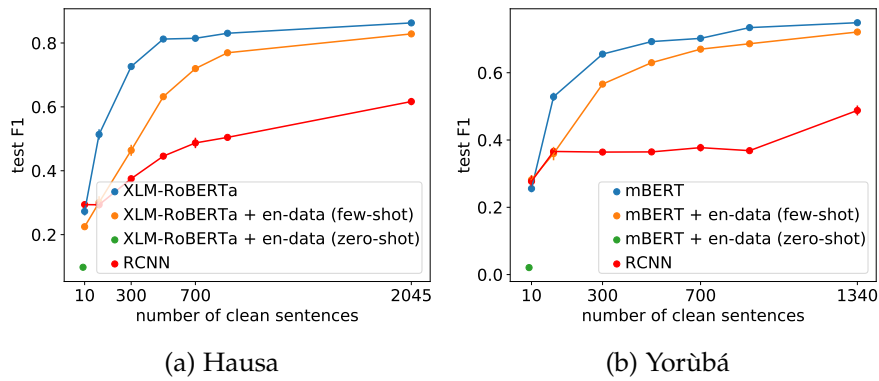 0.8
0.6
0.4
0.2
test F1
XLM-RoBERTa
XLM-RoBERTa + en-data (few-shot)
XLM-RoBERTa + en-data (zero-shot)
RCNN
10 300 700 2045
number of clean sentences
(a) Hausa
0.6
0.4
0.2
0.0
test F1
mBERT
mBERT + en-data (few-shot)
mBERT + en-data (zero-shot)
RCNN
10 300 700 1340
number of clean sentences
(b) Yorùbá